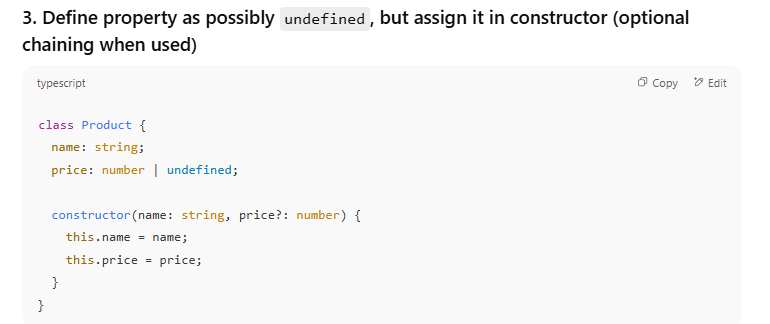 3. Define property as possibly undefined, but assign it in constructor (optional
chaining when used)
typescript
Copy
Edit
class Product {
  name: string;
  price: number | undefined;

  constructor(name: string, price?: number) {
    this.name = name;
    this.price = price;
  }
}